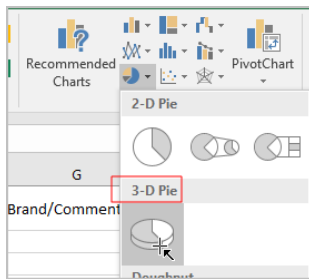 Recommended
Charts
PivotChart
2-D Pie
G
3-D Pie
Brand/Comment
Doughnut